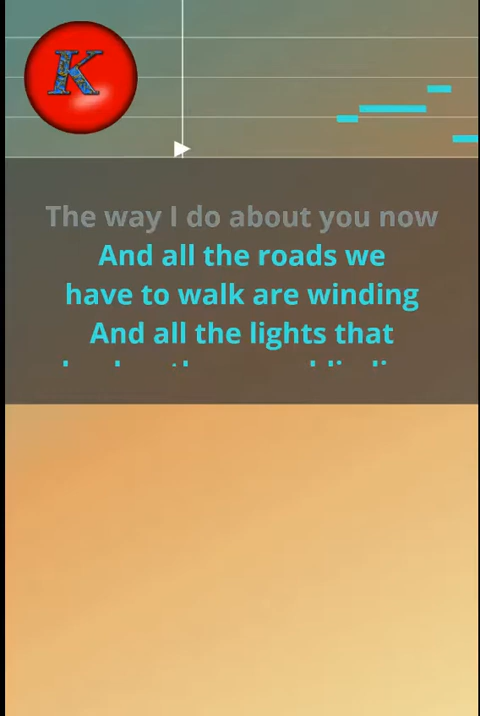 K
The way I do about you now
And all the roads we
have to walk are winding
And all the lights that